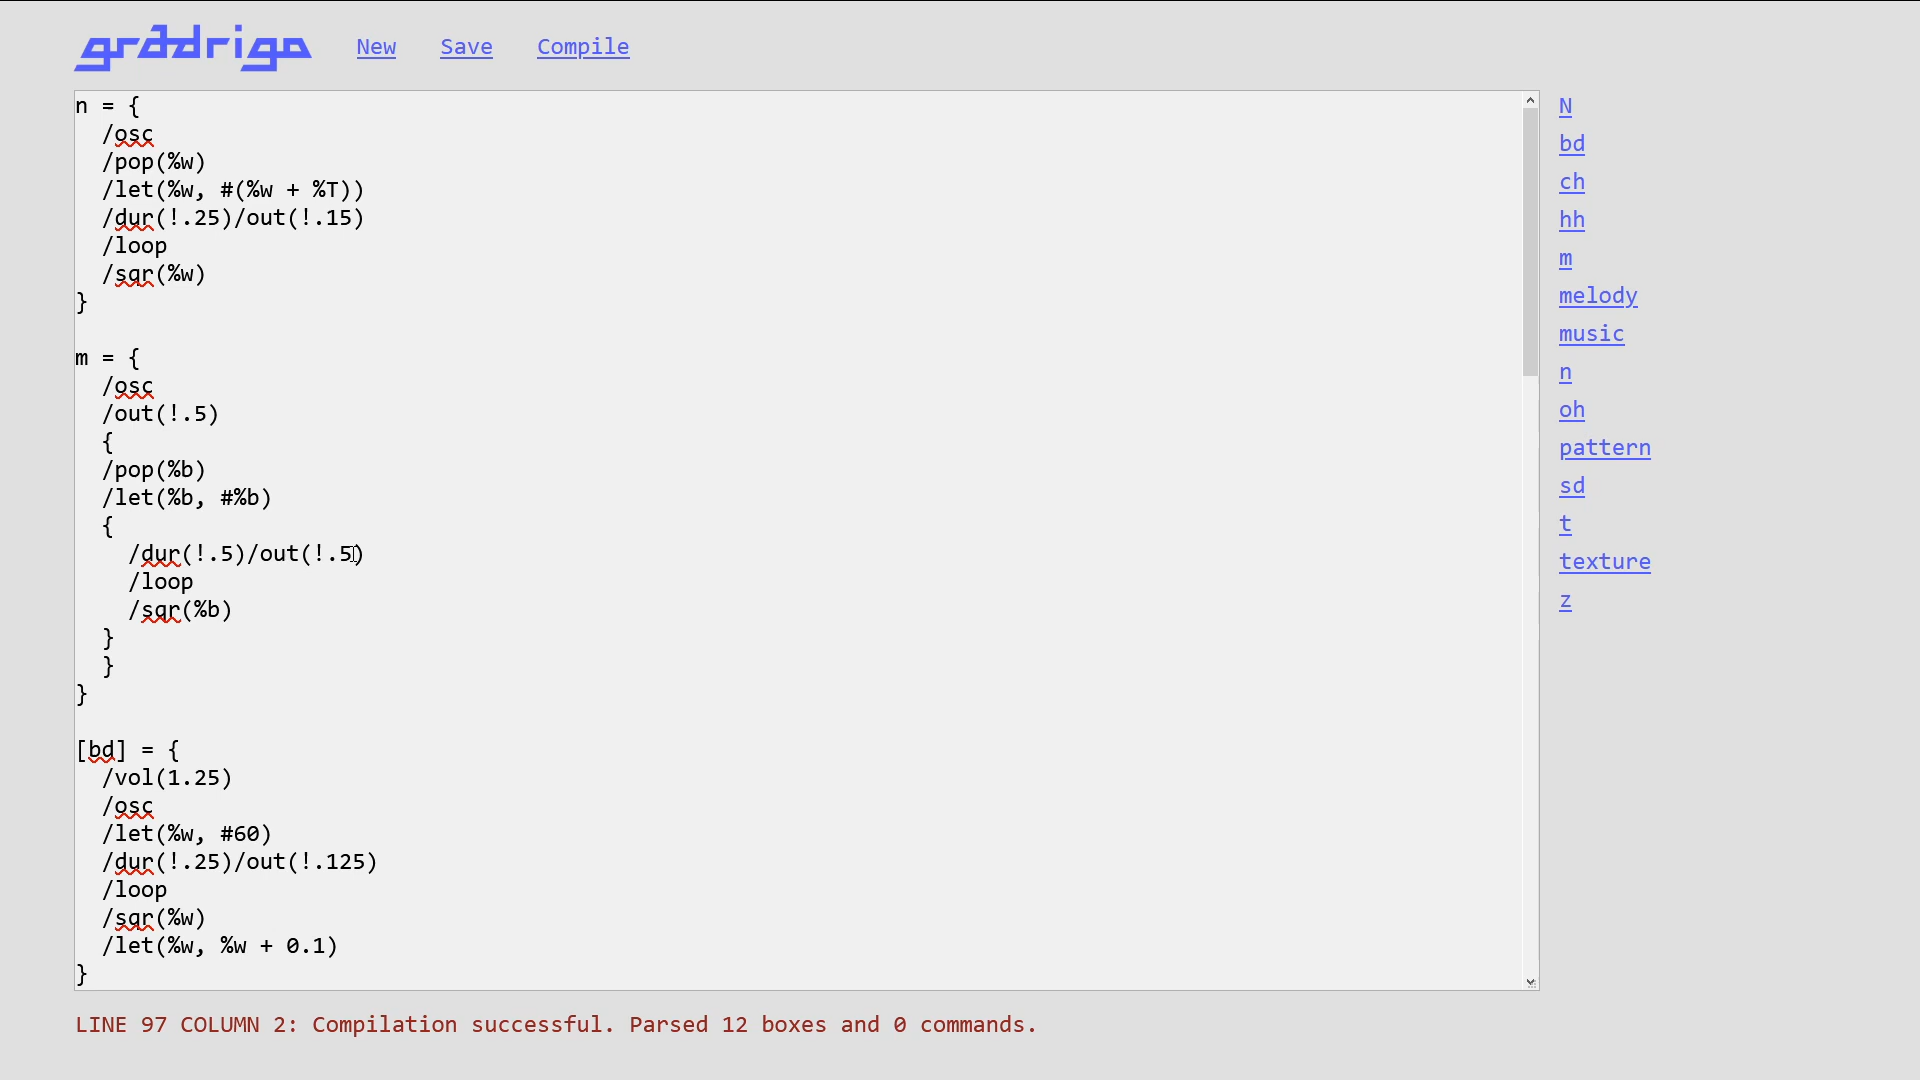 gradrigo New Save Compile
n = {
/osc
/pop(%w)
/let(%w, #(%w + %T))
/dur(!.25)/out(!.15)
/loop
/sqr(%w)
}
m = {
/osc
/out(!.5)
{
/pop(%b)
/let(%b, #%b)
{
/dur(!.5)/out(!.5)
/loop
/sqr(%b)
}
}
}
[bd] = {
/vol(1.25)
/osc
/let(%w, #60)
/dur(!.25)/out(!.125)
/loop
/sqr(%w)
/let(%w, %w + 0.1)
}
N
bd
ch
hh
m
melody
music
n
oh
pattern
sd
t
texture
z
LINE 97 COLUMN 2: Compilation successful. Parsed 12 boxes and 0 commands.